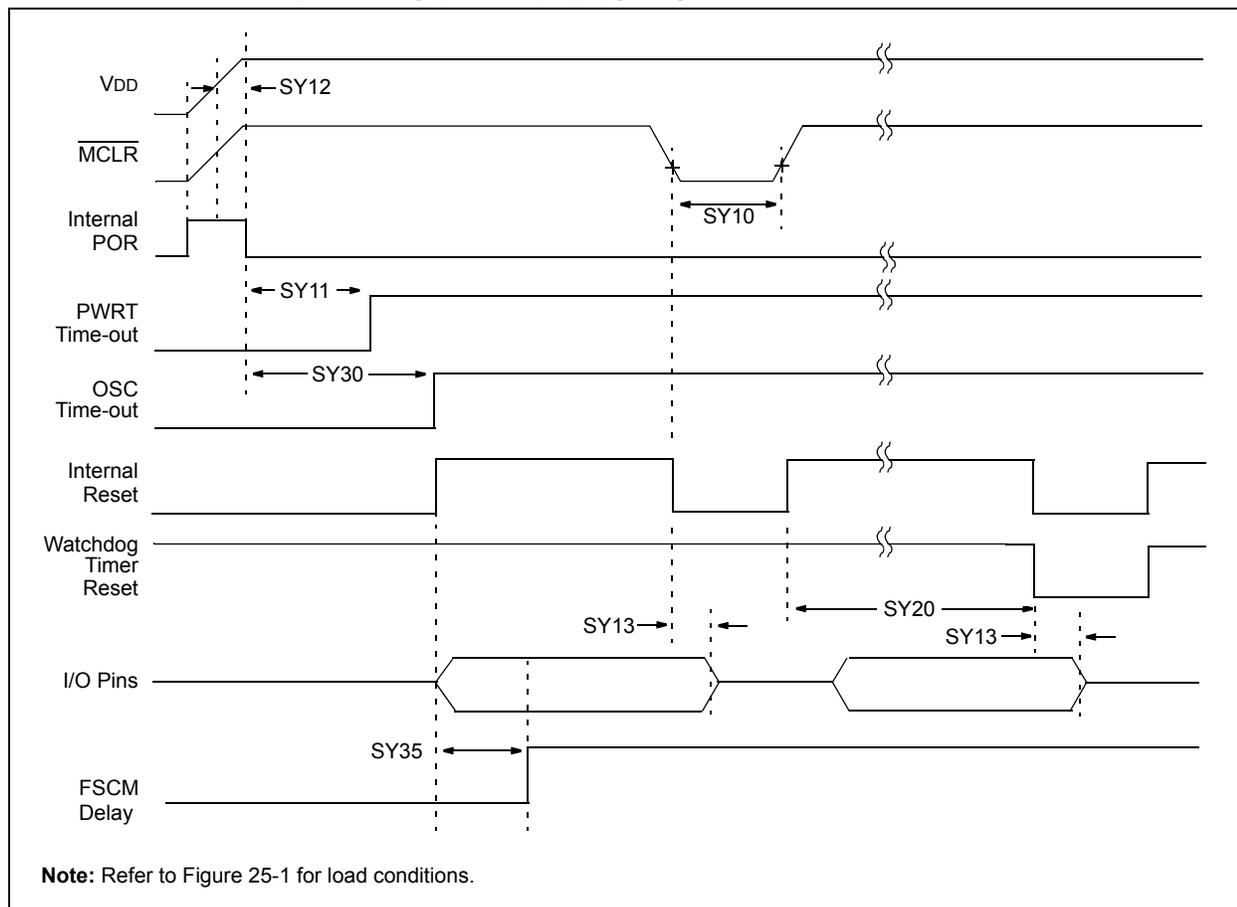 VDD
SY12
MCLR
SY10
Internal
POR
SY11
PWRT
Time-out
SY30
OSC
Time-out
Internal
Reset
Watchdog
Timer
Reset
SY20
SY13
SY13
I/O Pins
SY35
FSCM
Delay
Note: Refer to Figure 25-1 for load conditions.